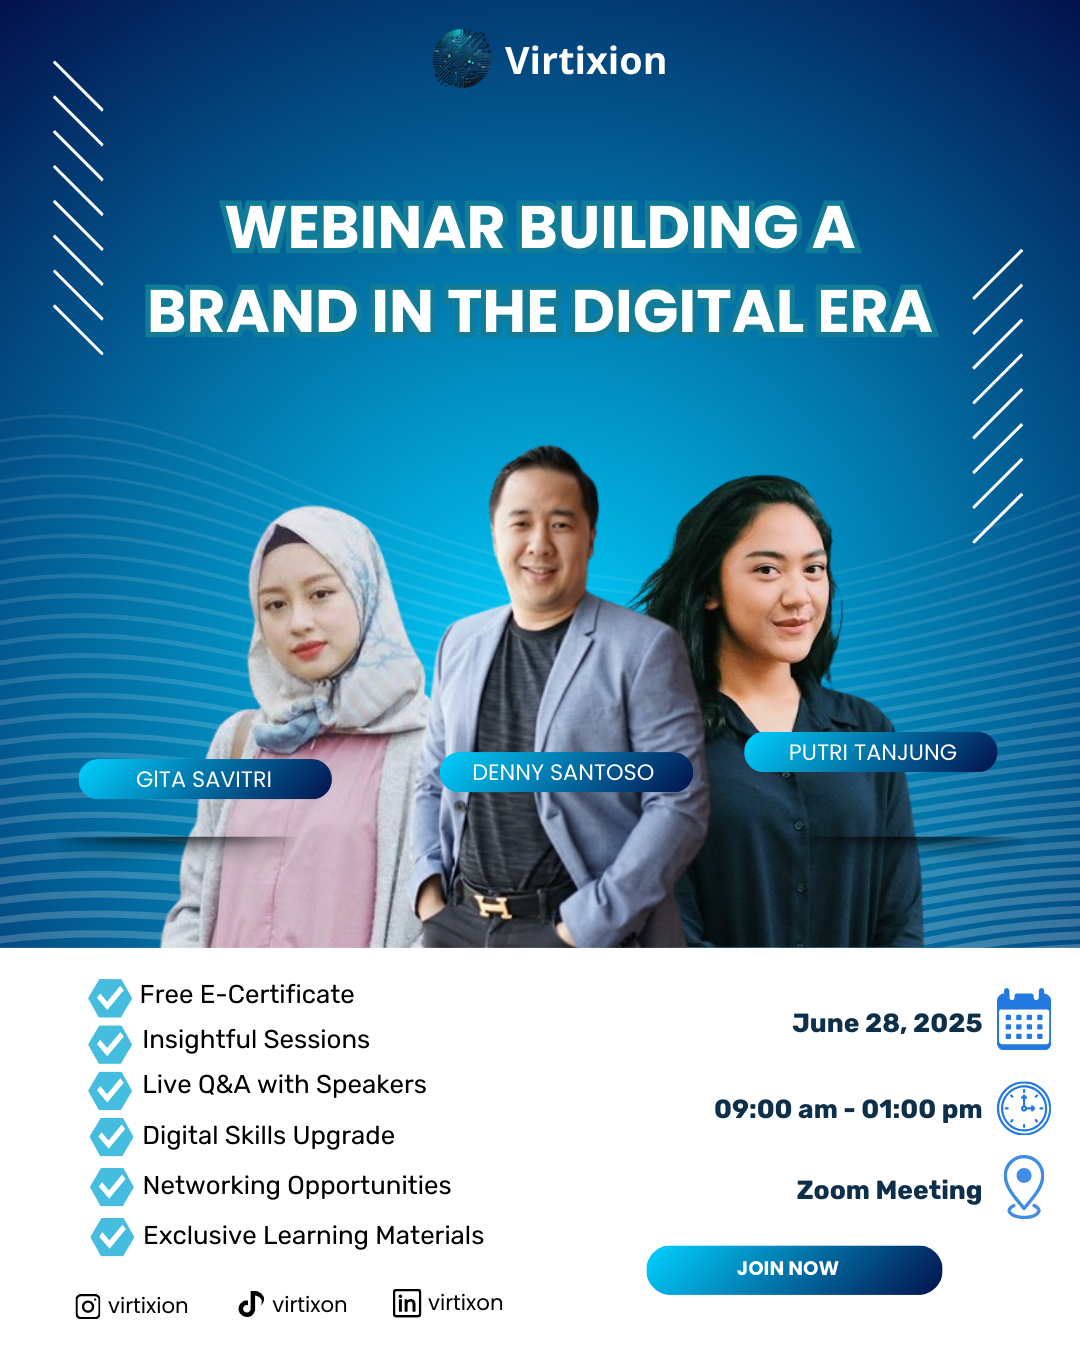 Virtixion
WEBINAR BUILDING A
BRAND IN THE DIGITAL ERA
GITA SAVITRI
DENNY SANTOSO
PUTRI TANJUNG
Free E-Certificate
Insightful Sessions
Live Q&A with Speakers
Digital Skills Upgrade
Networking Opportunities
Exclusive Learning Materials
June 28, 2025
09:00 am - 01:00 pm
Zoom Meeting
JOIN NOW
virtixion
virtixon
in virtixon